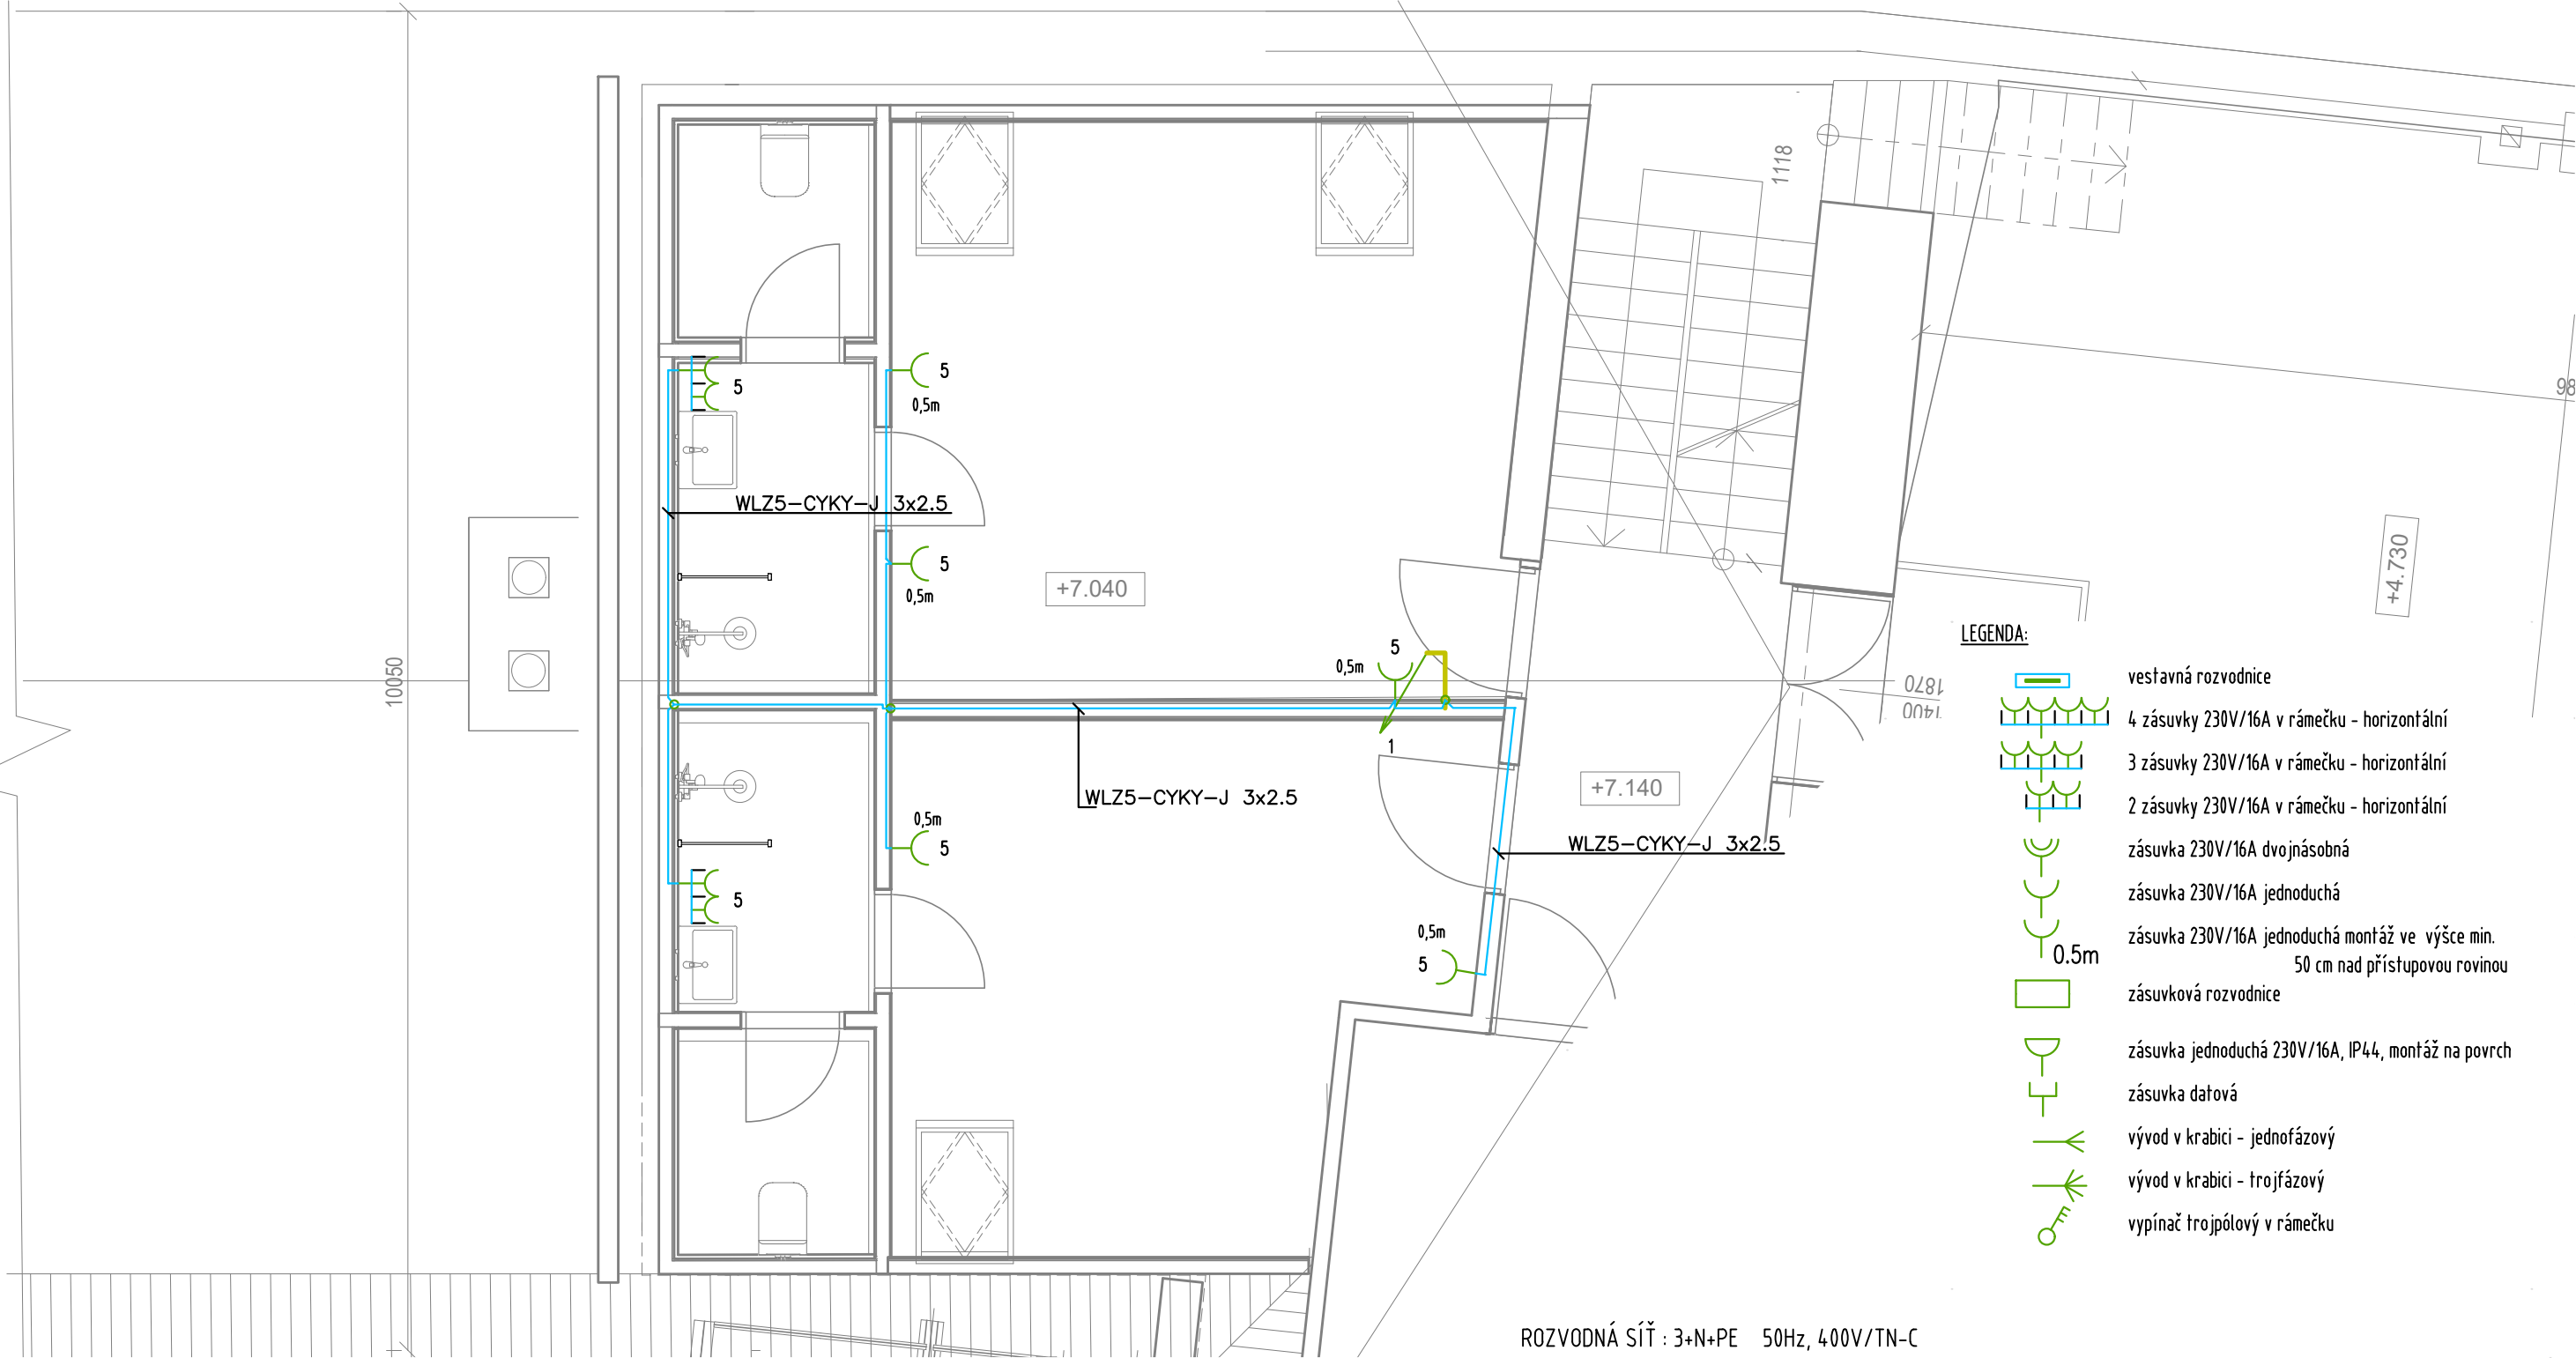 1118
98
5
5
0,5m
5
WLZ5-CYKY-J 3x2.5
5
0,5m
+7.040
+4.730
10050
5
0,5m
1
1870
1400
WLZ5-CYKY-J 3x2.5
+7.140
0,5m
5
WLZ5-CYKY-J 3x2.5
5
0,5m
5
LEGENDA:
vestavná rozvodnice
4 zásuvky 230V/16A v rámečku - horizontální
3 zásuvky 230V/16A v rámečku - horizontální
2 zásuvky 230V/16A v rámečku - horizontální
zásuvka 230V/16A dvojnásobná
zásuvka 230V/16A jednoduchá
zásuvka 230V/16A jednoduchá montáž ve výšce min.
0.5m
50 cm nad přístupovou rovinou
zásuvková rozvodnice
zásuvka jednoduchá 230V/16A, IP44, montáž na povrch
zásuvka datová
vývod v krabici - jednofázový
vývod v krabici - trojfázový
vypínač trojpólový v rámečku
ROZVODNÁ SÍŤ : 3+N+PE 50Hz, 400V/TN-C